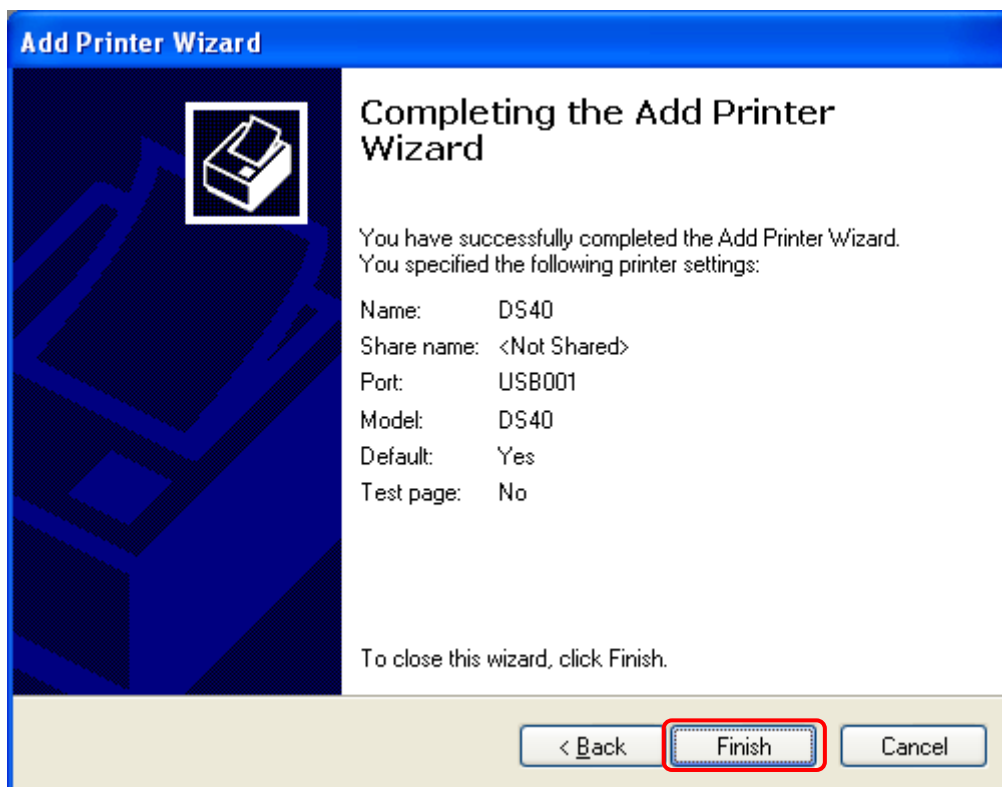 Add Printer Wizard
Completing the Add Printer
Wizard
You have successfully completed the Add Printer Wizard.
You specified the following printer settings:
Name: DS40
Share name: <Not Shared>
Port: USB001
Model: DS40
Default: Yes
Test page: No
To close this wizard, click Finish.
< Back Finish Cancel